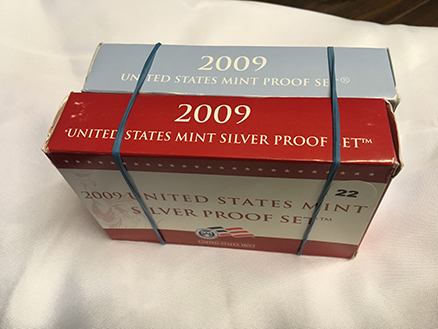 2009
UNITED STATES MINT PROOF SET®
2009
UNITED STATES MINT SILVER PROOF SET™
22
2009 UNITED STATES MINT
SILVER PROOF SET™
UNITED STATES MINT